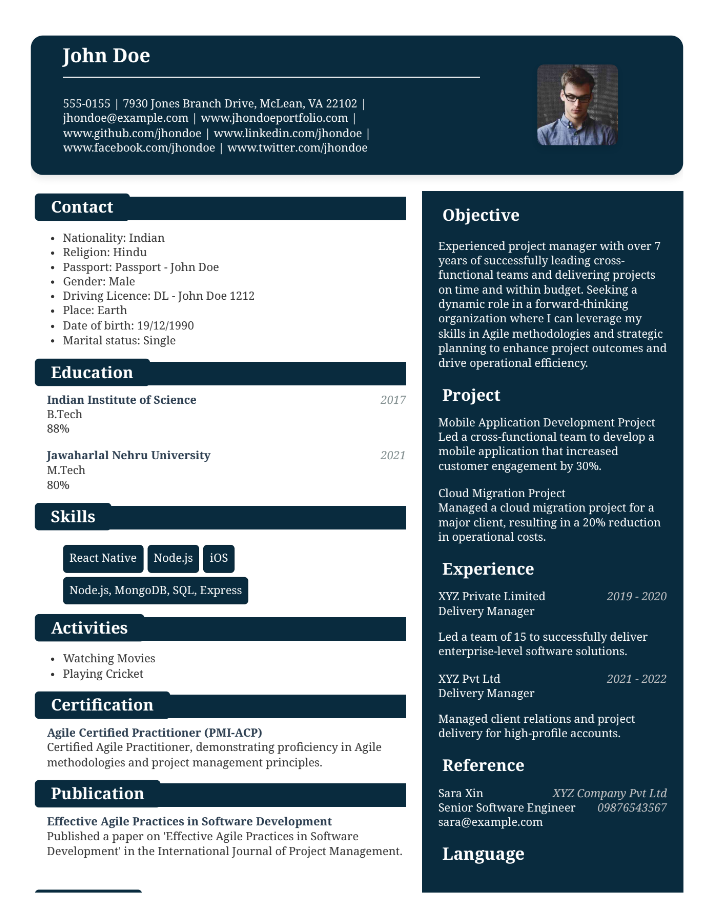 John Doe
555-0155 | 7930 Jones Branch Drive, McLean, VA 22102 |
jhondoe@example.com | www.jhondoeportfolio.com |
www.github.com/jhondoe | www.linkedin.com/jhondoe |
www.facebook.com/jhondoe | www.twitter.com/jhondoe
Contact
• Nationality: Indian
• Religion: Hindu
• Passport: Passport - John Doe
• Gender: Male
• Driving Licence: DL - John Doe 1212
• Place: Earth
• Date of birth: 19/12/1990
• Marital status: Single
Education
Indian Institute of Science 2017
B.Tech
88%
Jawaharlal Nehru University 2021
M.Tech
80%
Skills
React Native Node.js iOS
Node.js, MongoDB, SQL, Express
Activities
• Watching Movies
• Playing Cricket
Certification
Agile Certified Practitioner (PMI-ACP)
Certified Agile Practitioner, demonstrating proficiency in Agile
methodologies and project management principles.
Publication
Effective Agile Practices in Software Development
Published a paper on 'Effective Agile Practices in Software
Development' in the International Journal of Project Management.
Objective
Experienced project manager with over 7
years of successfully leading cross-
functional teams and delivering projects
on time and within budget. Seeking a
dynamic role in a forward-thinking
organization where I can leverage my
skills in Agile methodologies and strategic
planning to enhance project outcomes and
drive operational efficiency.
Project
Mobile Application Development Project
Led a cross-functional team to develop a
mobile application that increased
customer engagement by 30%.
Cloud Migration Project
Managed a cloud migration project for a
major client, resulting in a 20% reduction
in operational costs.
Experience
XYZ Private Limited 2019 - 2020
Delivery Manager
Led a team of 15 to successfully deliver
enterprise-level software solutions.
XYZ Pvt Ltd 2021 - 2022
Delivery Manager
Managed client relations and project
delivery for high-profile accounts.
Reference
Sara Xin XYZ Company Pvt Ltd
Senior Software Engineer 09876543567
sara@example.com
Language